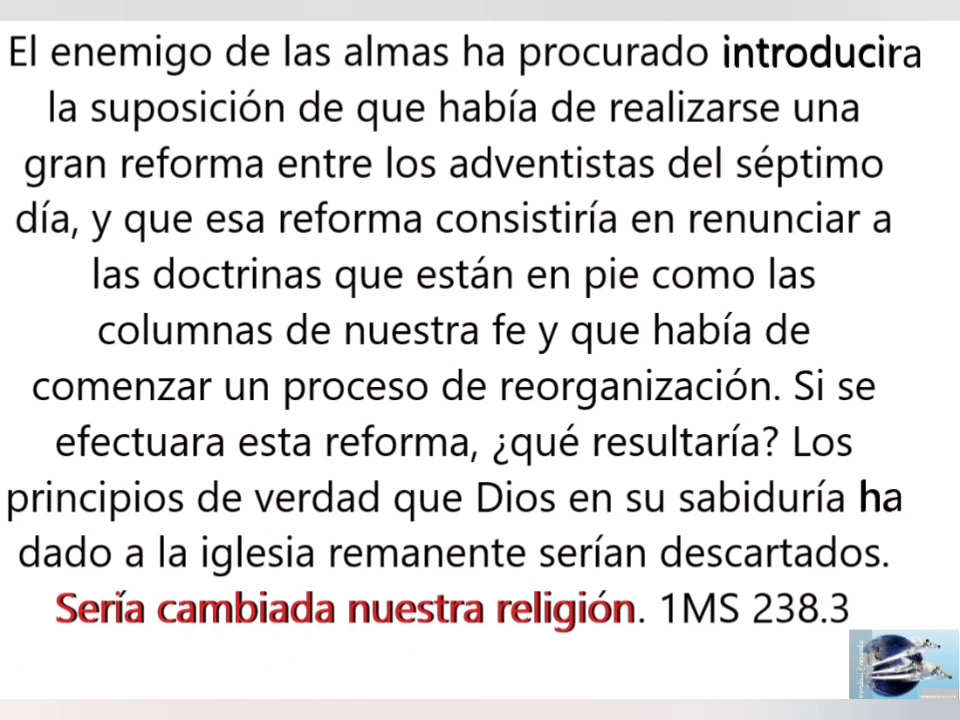 El enemigo de las almas ha procurado introducira
la suposición de que había de realizarse una
gran reforma entre los adventistas del séptimo
día, y que esa reforma consistiría en renunciar a
las doctrinas que están en pie como las
columnas de nuestra fe y que había de
comenzar un proceso de reorganización. Si se
efectuara esta reforma, ¿qué resultaría? Los
principios de verdad que Dios en su sabiduría ha
dado a la iglesia remanente serían descartados.
Sería cambiada nuestra religión. 1MS 238.3